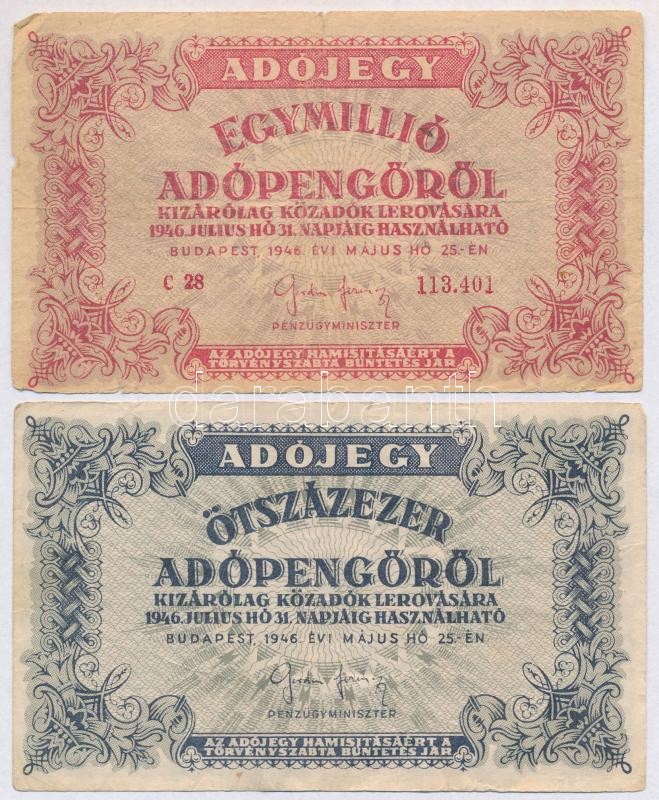 ADÓJEGY
EGYMILLIÓ
ADÓPENGŐRŐL
KIZÁRÓLAG KÖZADÓK LEROVÁSÁRA
1946.JULIUS HÓ 31. NAPJÁIG HASZNÁLHATÓ
BUDAPEST, 1946. ÉVI MÁJUS HÓ 25.-ÉN
C 28 113.401
PÉNZÜGYMINISZTER
AZ ADÓJEGY HAMISITÁSÁÉRT A
TÖRVÉNYSZABTA BÜNTETÉS JÁR
darabanth
ADÓJEGY
ÖTSZÁZEZER
ADÓPENGŐRŐL
KIZÁRÓLAG KÖZADÓK LEROVÁSÁRA
1946.JULIUS HÓ 31. NAPJÁIG HASZNÁLHATÓ
BUDAPEST, 1946. ÉVI MÁJUS HÓ 25.-ÉN
PÉNZÜGYMINISZTER
AZ ADÓJEGY HAMISITÁSÁÉRT A
TÖRVÉNYSZABTA BÜNTETÉS JÁR